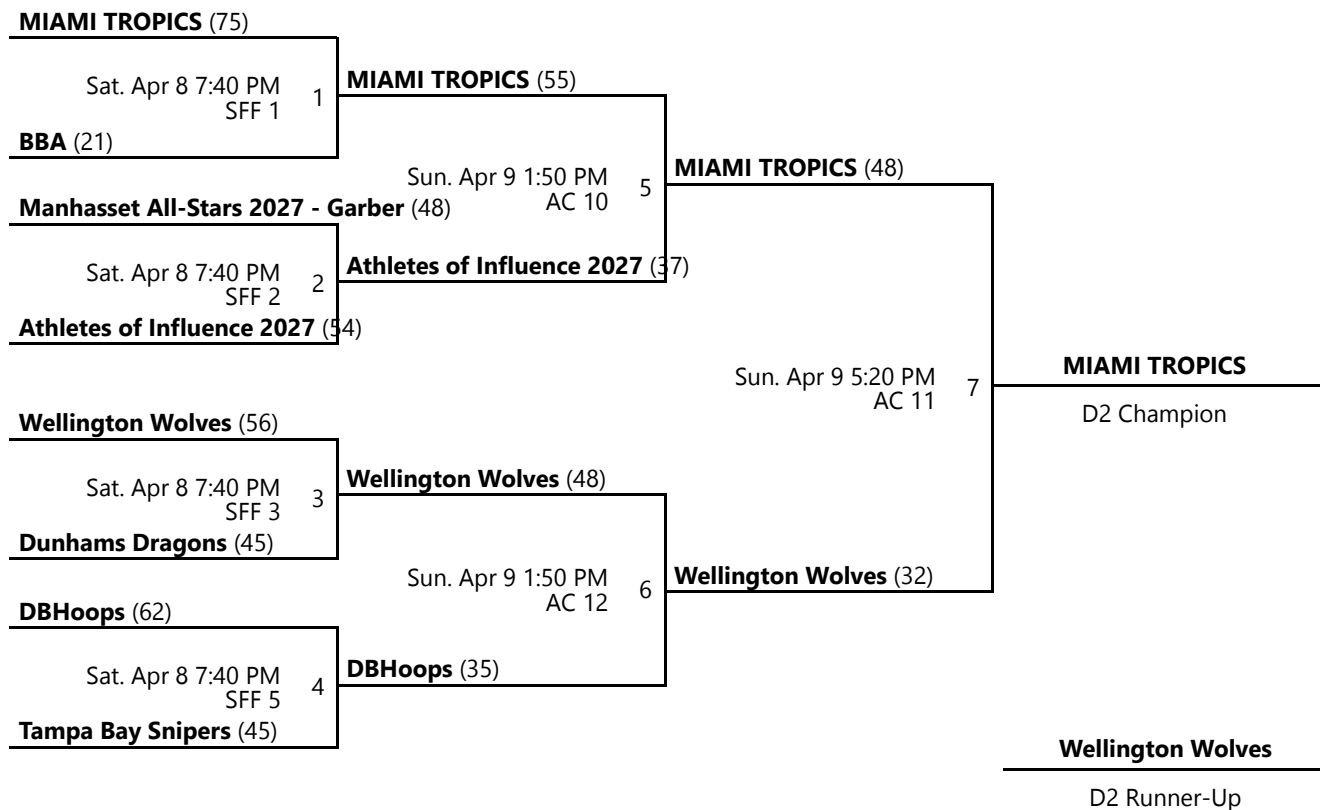 MIAMI TROPICS (75)
Sat. Apr 8 7:40 PM
SFF 1
1
BBA (21)
MIAMI TROPICS (55)
Manhasset All-Stars 2027 - Garber (48)
Sat. Apr 8 7:40 PM
SFF 2
2
Athletes of Influence 2027 (54)
Sun. Apr 9 1:50 PM
AC 10
5
Athletes of Influence 2027 (37)
MIAMI TROPICS (48)
Wellington Wolves (56)
Sat. Apr 8 7:40 PM
SFF 3
3
Dunhams Dragons (45)
Wellington Wolves (48)
DBHoops (62)
Sat. Apr 8 7:40 PM
SFF 5
4
Tampa Bay Snipers (45)
Sun. Apr 9 1:50 PM
AC 12
6
DBHoops (35)
Wellington Wolves (32)
Sun. Apr 9 5:20 PM
AC 11
7
MIAMI TROPICS
D2 Champion
Wellington Wolves
D2 Runner-Up